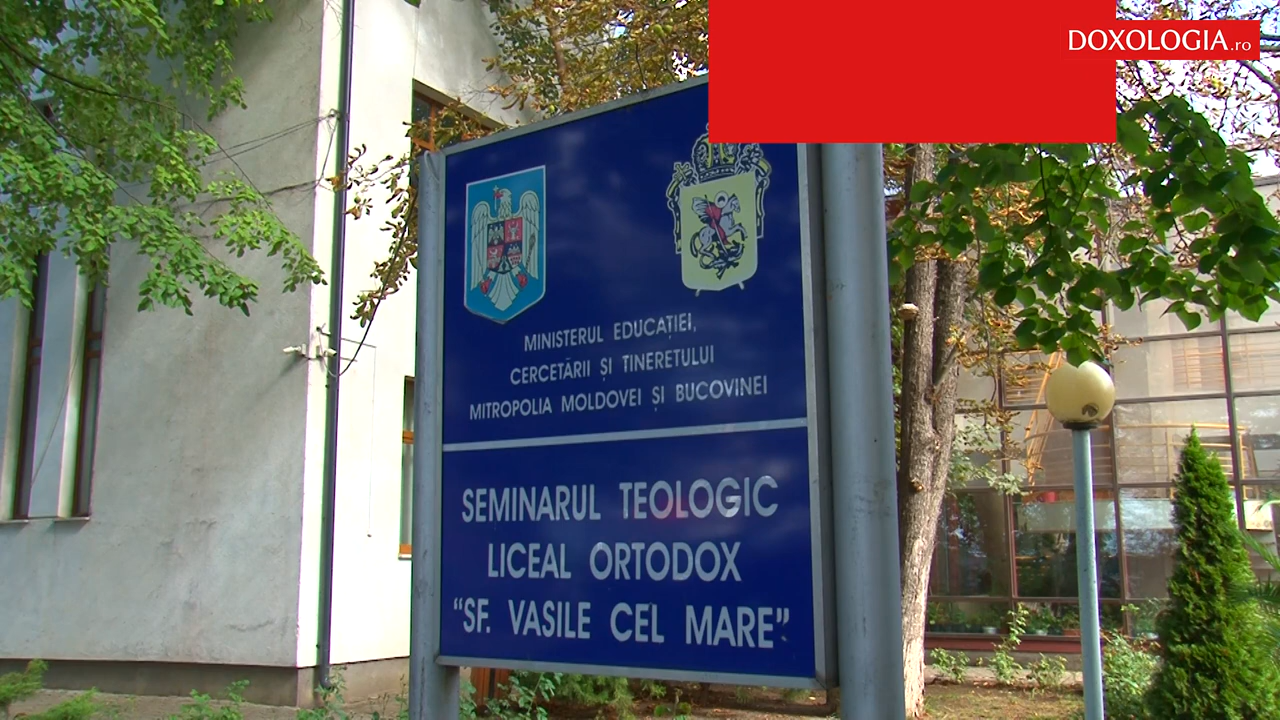 DOXOLOGIA.ro
MINISTERUL EDUCAȚIEI,
CERCETĂRII ȘI TINERETULUI
MITROPOLIA MOLDOVEI ȘI BUCOVINEI
SEMINARUL TEOLOGIC
LICEAL ORTODOX
"SF. VASILE CEL MARE"